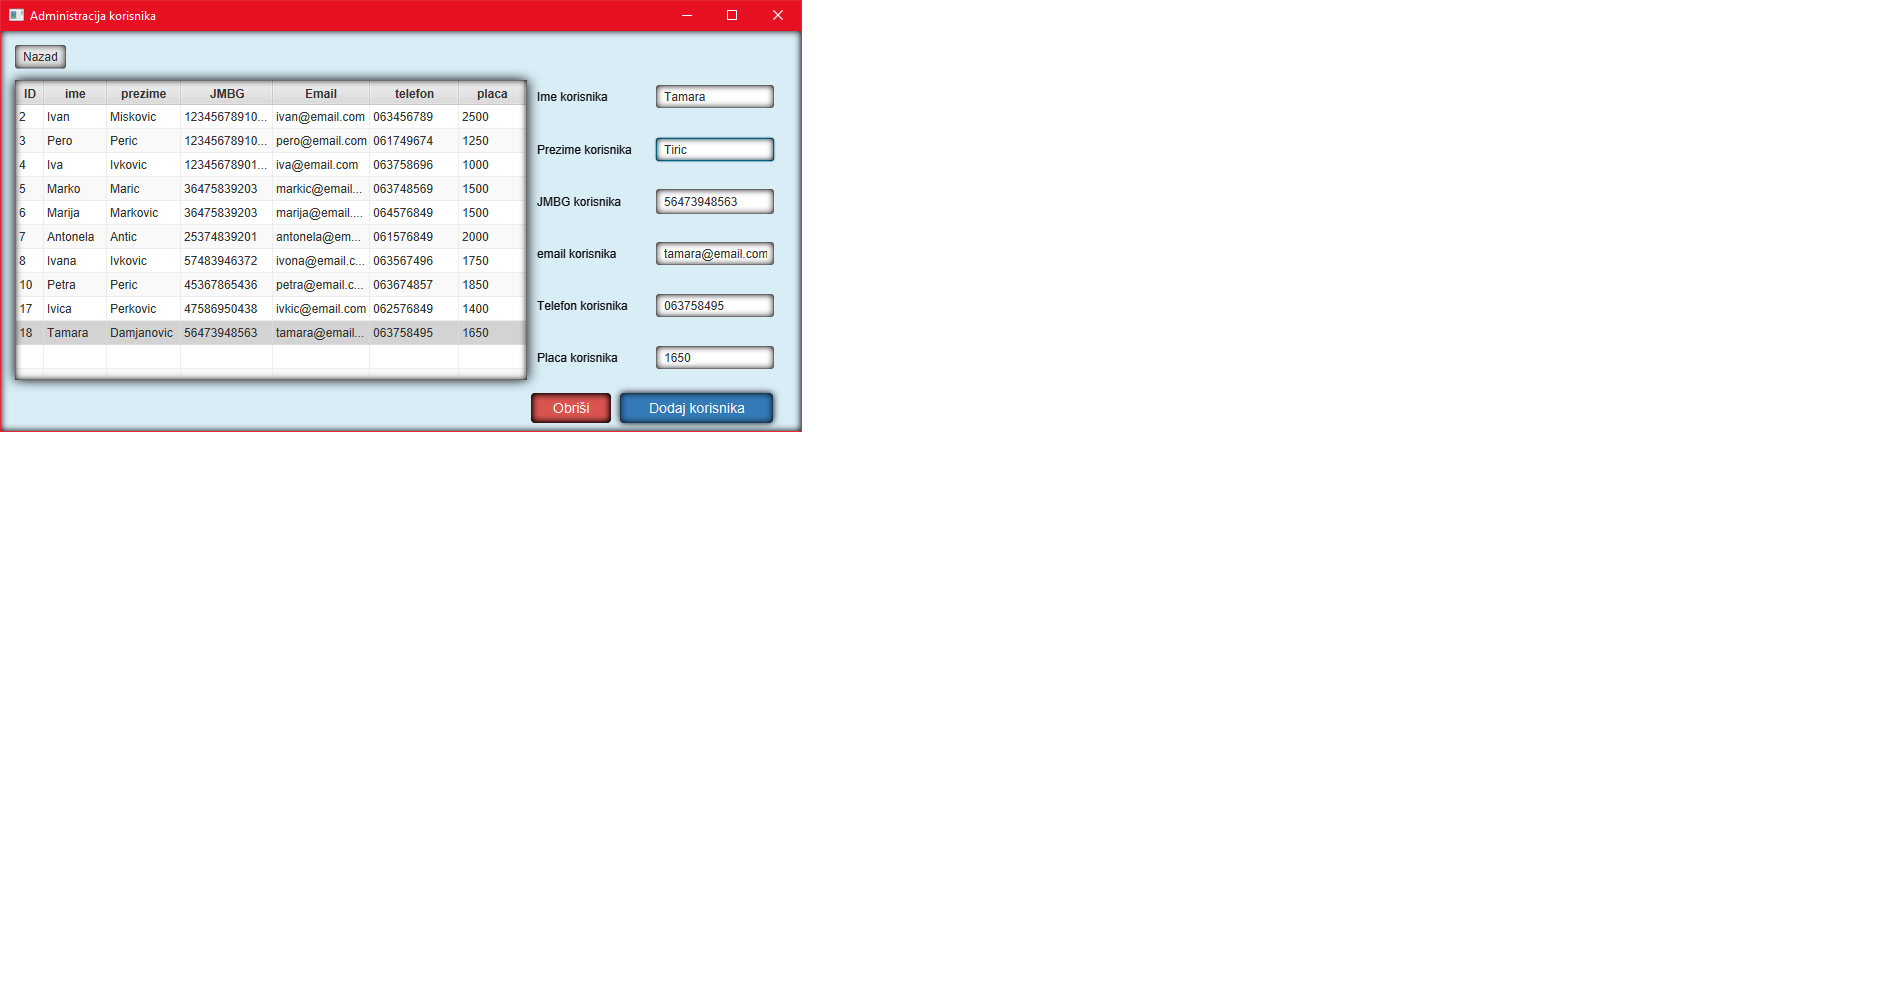 Administracija korisnika
Nazad
ID ime prezime JMBG Email telefon placa
2 Ivan Miskovic 12345678910... ivan@email.com 063456789 2500
3 Pero Peric 12345678910... pero@email.com 061749674 1250
4 Iva Ivkovic 12345678901... iva@email.com 063758696 1000
5 Marko Maric 36475839203 markic@email... 063748569 1500
6 Marija Markovic 36475839203 marija@email.... 064576849 1500
7 Antonela Antic 25374839201 antonela@em... 061576849 2000
8 Ivana Ivkovic 57483946372 ivona@email.c... 063567496 1750
10 Petra Peric 45367865436 petra@email.c... 063674857 1850
17 Ivica Perkovic 47586950438 ivkic@email.com 062576849 1400
18 Tamara Damjanovic 56473948563 tamara@email... 063758495 1650
Ime korisnika Tamara
Prezime korisnika Tiric
JMBG korisnika 56473948563
email korisnika tamara@email.com
Telefon korisnika 063758495
Placa korisnika 1650
Obriši Dodaj korisnika